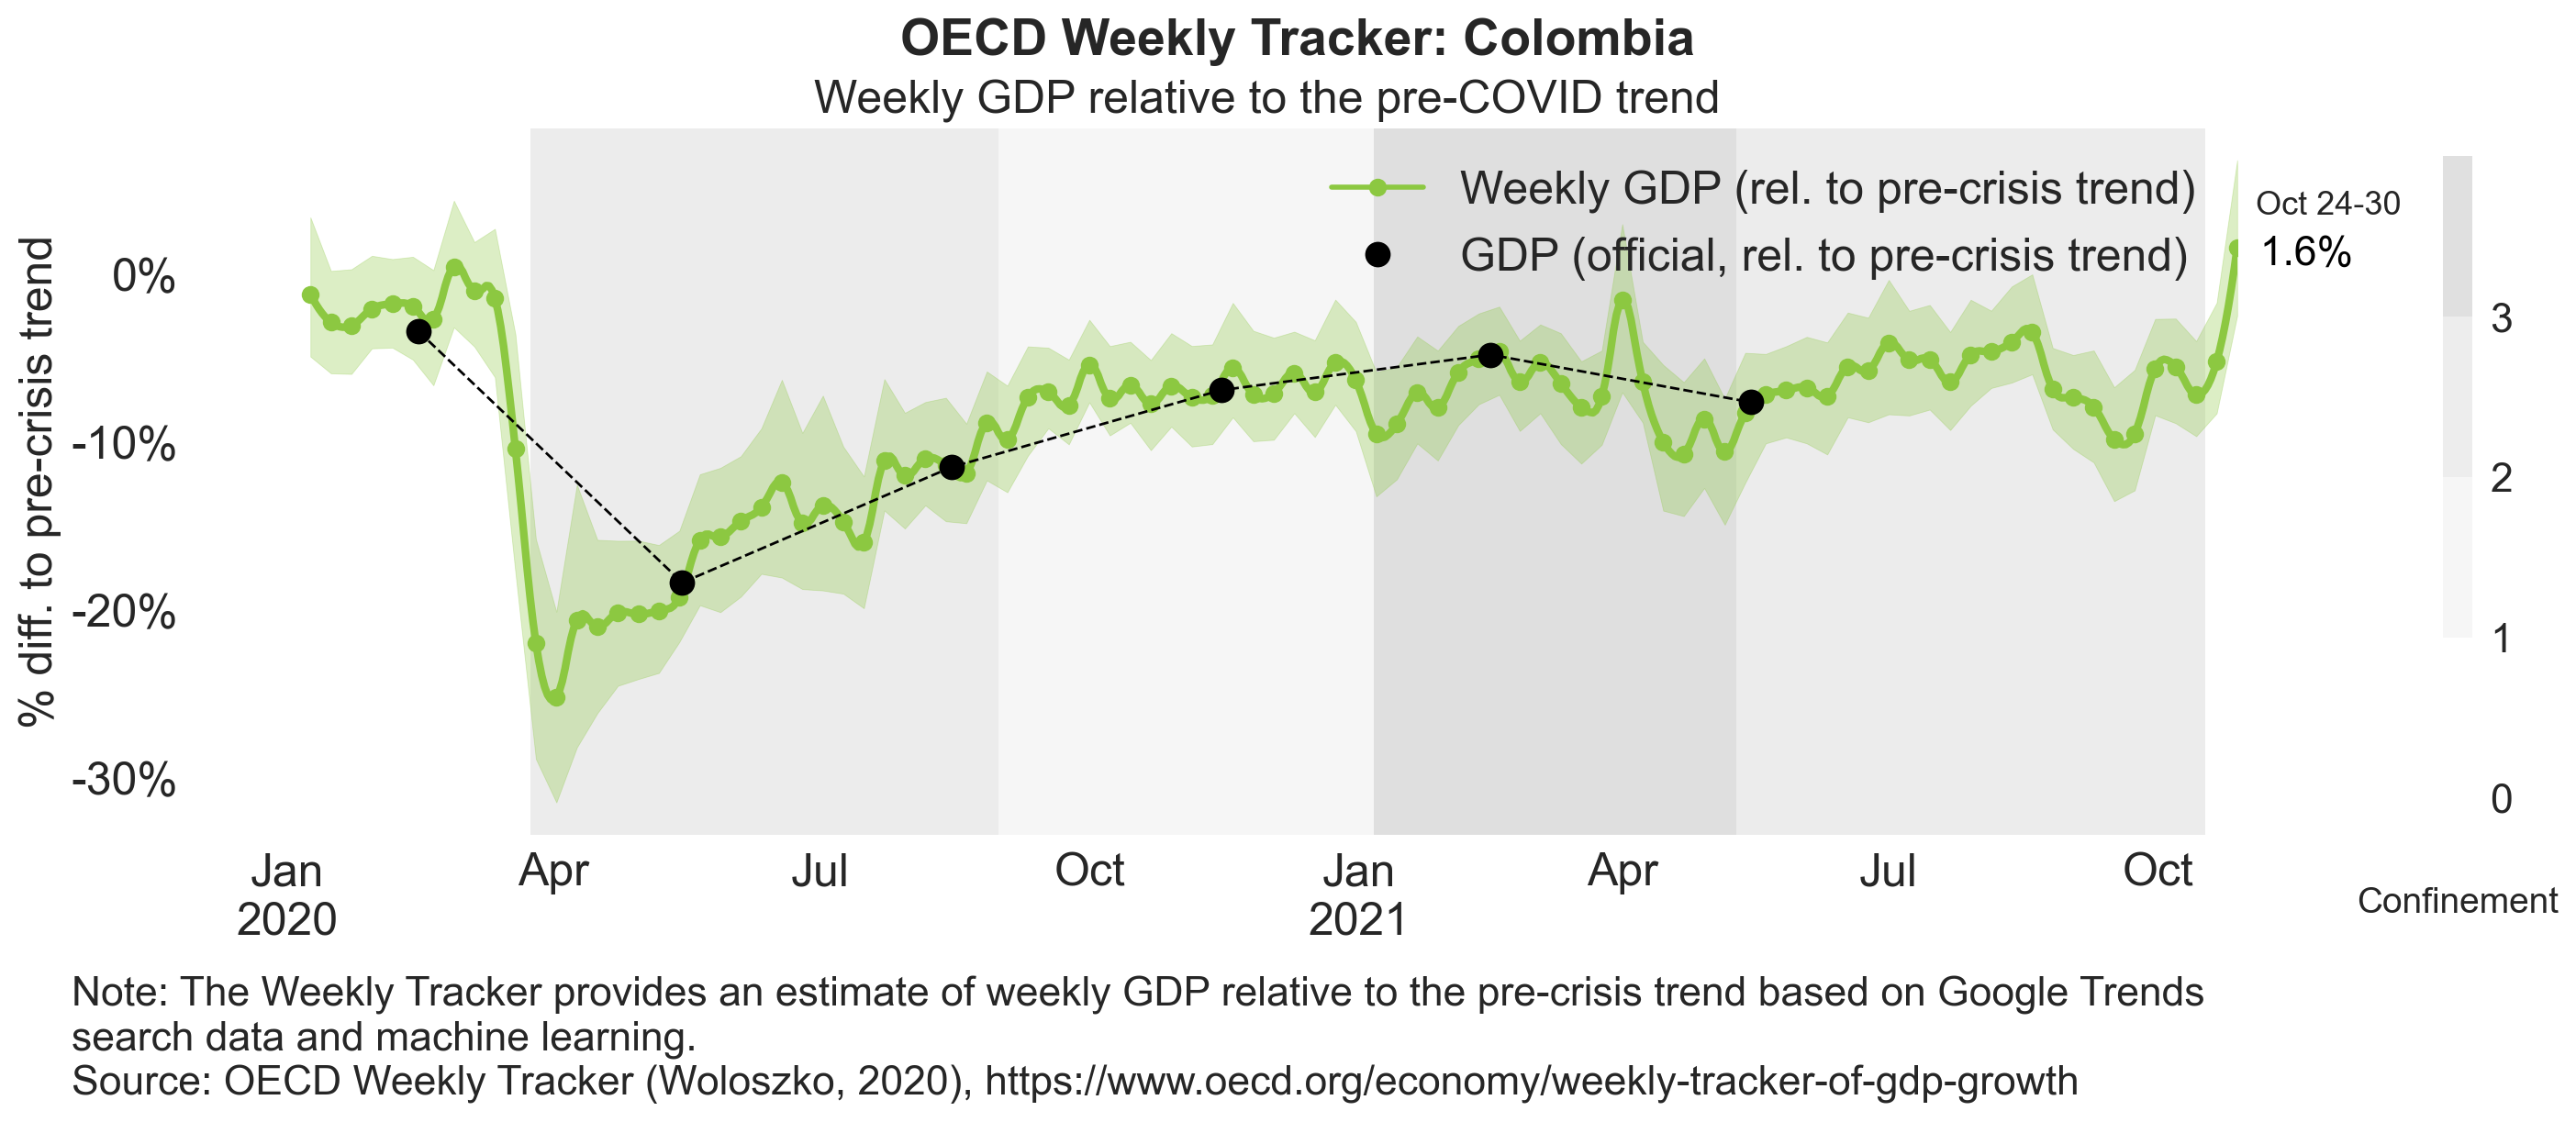 OECD Weekly Tracker: Colombia
Weekly GDP relative to the pre-COVID trend
% diff. to pre-crisis trend
0%
-10%
-20%
-30%
Weekly GDP (rel. to pre-crisis trend)
GDP (official, rel. to pre-crisis trend)
Oct 24-30
1.6%
3
2
1
0
Confinement
Jan Apr Jul Oct Jan Apr Jul Oct
2020 2021
Note: The Weekly Tracker provides an estimate of weekly GDP relative to the pre-crisis trend based on Google Trends
search data and machine learning.
Source: OECD Weekly Tracker (Woloszko, 2020), https://www.oecd.org/economy/weekly-tracker-of-gdp-growth